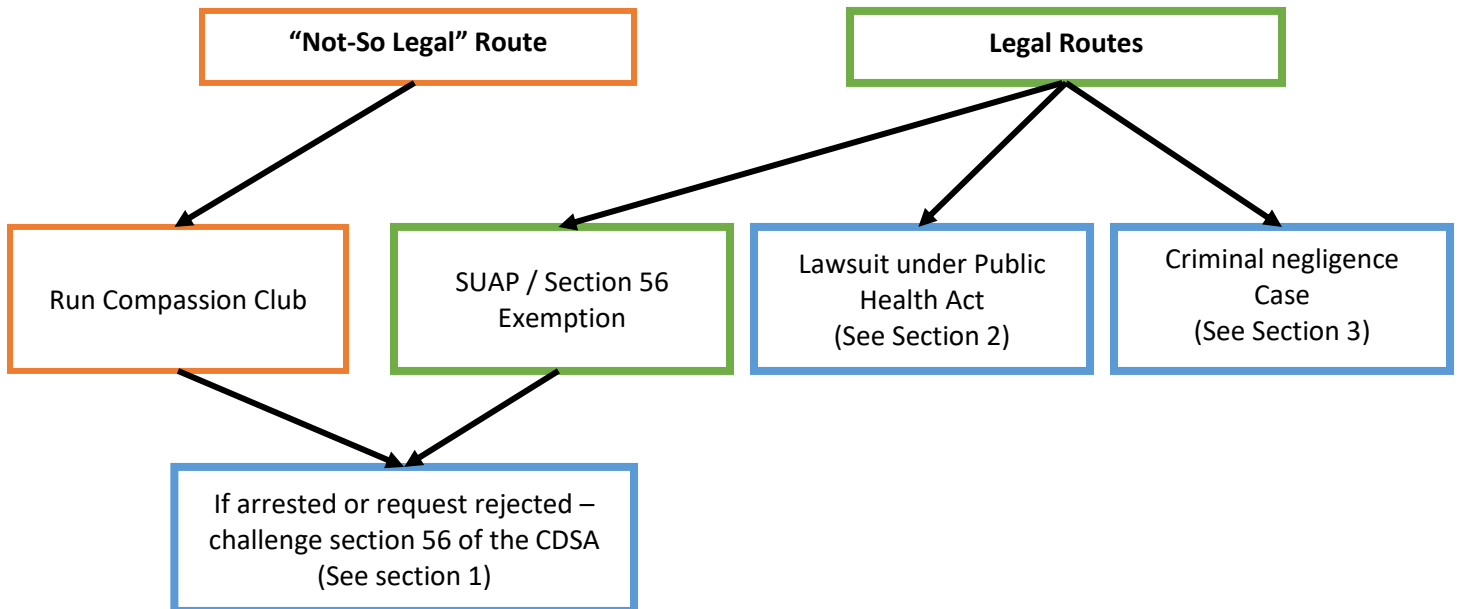 “Not-So Legal” Route
Legal Routes
Run Compassion Club
SUAP / Section 56
Exemption
Lawsuit under Public
Health Act
(See Section 2)
Criminal negligence
Case
(See Section 3)
If arrested or request rejected –
challenge section 56 of the CDSA
(See section 1)